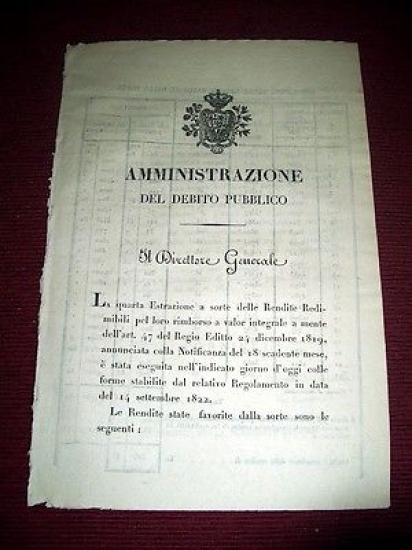 AMMINISTRAZIONE
DEL DEBITO PUBBLICO
Il Direttore Generale
La quarta Estrazione a sorte delle Rendite Redi-
mibili pel loro rimborso a valor integrale a mente
dell'art. 47 del Regio Editto 24 dicembre 1819,
annunciata colla Notificanza del 18 scadente mese,
è stata eseguita nell'indicato giorno d'oggi colle
forme stabilite dal relativo Regolamento in data
del 14 settembre 1822.
Le Rendite state favorite dalla sorte sono le
seguenti: